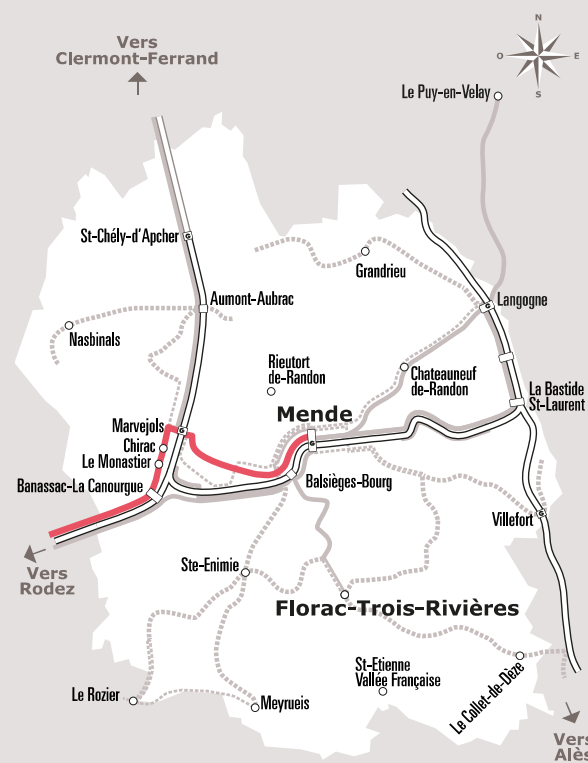 Vers
Clermont-Ferrand
N
O
E
S
Le Puy-en-Velay
St-Chély-d'Apcher
G
Grandrieu
Aumont-Aubrac
Langogne
G
Nasbinals
Rieutort
de-Randon
Chateauneuf
de-Randon
La Bastide
St-Laurent
Mende
G
Marvejols
G
Chirac
Le Monastier
Banassac-La Canourgue
Balsièges-Bourg
Villefort
G
Vers
Rodez
Ste-Enimie
Florac-Trois-Rivières
St-Etienne
Vallée Française
Le Collet-de-Dèze
Le Rozier
Meyrueis
Vers
Alès